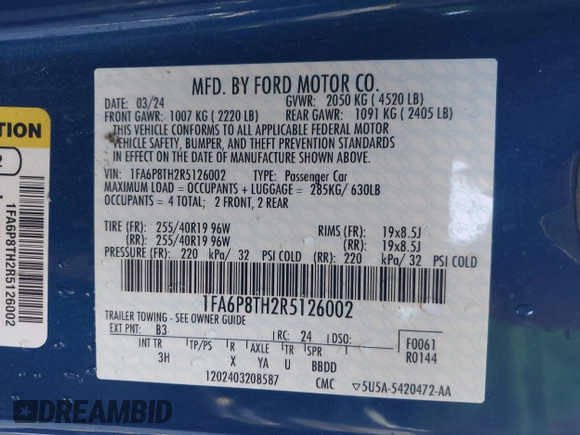 MFD. BY FORD MOTOR CO.
DATE: 03/24 GVWR: 2050 KG ( 4520 LB)
FRONT GAWR: 1007 KG ( 2220 LB) REAR GAWR: 1091 KG ( 2405 LB)
THIS VEHICLE CONFORMS TO ALL APPLICABLE FEDERAL MOTOR
VEHICLE SAFETY, BUMPER, AND THEFT PREVENTION STANDARDS
IN EFFECT ON THE DATE OF MANUFACTURE SHOWN ABOVE.
VIN: 1FA6P8TH2R5126002 TYPE: Passenger Car
MAXIMUM LOAD = OCCUPANTS + LUGGAGE = 285KG/ 630LB
OCCUPANTS = 4 TOTAL; 2 FRONT, 2 REAR
TIRE (FR): 255/40R19 96W RIMS (FR): 19x8.5J
(RR): 255/40R19 96W (RR): 19x8.5J
PRESSURE (FR): 220 kPa/ 32 PSI COLD (RR): 220 kPa/ 32 PSI COLD
1FA6P8TH2R5126002
TRAILER TOWING - SEE OWNER GUIDE
EXT PNT: B3 RC: 24 DSO: F0061
INT TR TP/PS R AXLE TR SPR R0144
3H X YA U BBDD
1202403208587 CMC 5U5A-5420472-AA
TION
2
1FA6P8TH2R5126002
DREAMBID